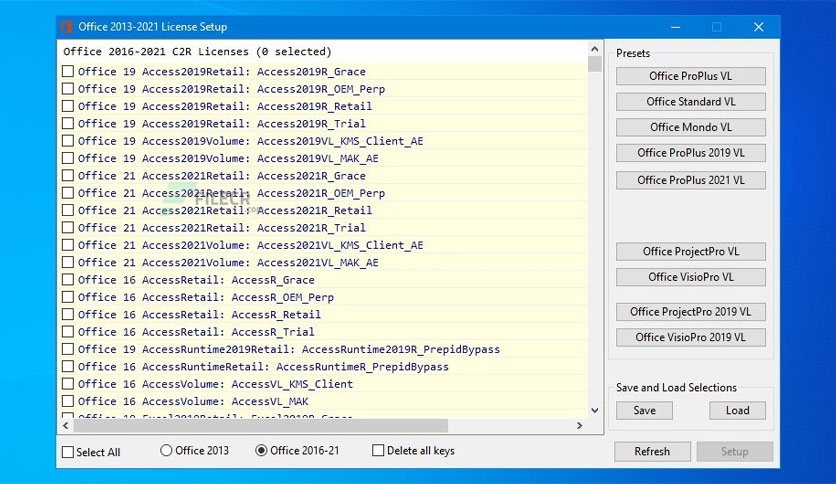 Office 2013-2021 License Setup
Office 2016-2021 C2R Licenses (0 selected)
Office 19 Access2019Retail: Access2019R_Grace
Office 19 Access2019Retail: Access2019R_OEM_Perp
Office 19 Access2019Retail: Access2019R_Retail
Office 19 Access2019Retail: Access2019R_Trial
Office 19 Access2019Volume: Access2019VL_KMS_Client_AE
Office 19 Access2019Volume: Access2019VL_MAK_AE
Office 21 Access2021Retail: Access2021R_Grace
Office 21 Access2021Retail: Access2021R_OEM_Perp
Office 21 Access2021Retail: Access2021R_Retail
Office 21 Access2021Retail: Access2021R_Trial
Office 21 Access2021Volume: Access2021VL_KMS_Client_AE
Office 21 Access2021Volume: Access2021VL_MAK_AE
Office 16 AccessRetail: AccessR_Grace
Office 16 AccessRetail: AccessR_OEM_Perp
Office 16 AccessRetail: AccessR_Retail
Office 16 AccessRetail: AccessR_Trial
Office 19 AccessRuntime2019Retail: AccessRuntime2019R_PrepidBypass
Office 16 AccessRuntimeRetail: AccessRuntimeR_PrepidBypass
Office 16 AccessVolume: AccessVL_KMS_Client
Office 16 AccessVolume: AccessVL_MAK
Office 19 Excel2019Retail: Excel2019R_Grace
FILECR
.com
Select All
Office 2013
Office 2016-21
Delete all keys
Presets
Office ProPlus VL
Office Standard VL
Office Mondo VL
Office ProPlus 2019 VL
Office ProPlus 2021 VL
Office ProjectPro VL
Office VisioPro VL
Office ProjectPro 2019 VL
Office VisioPro 2019 VL
Save and Load Selections
Save
Load
Refresh
Setup